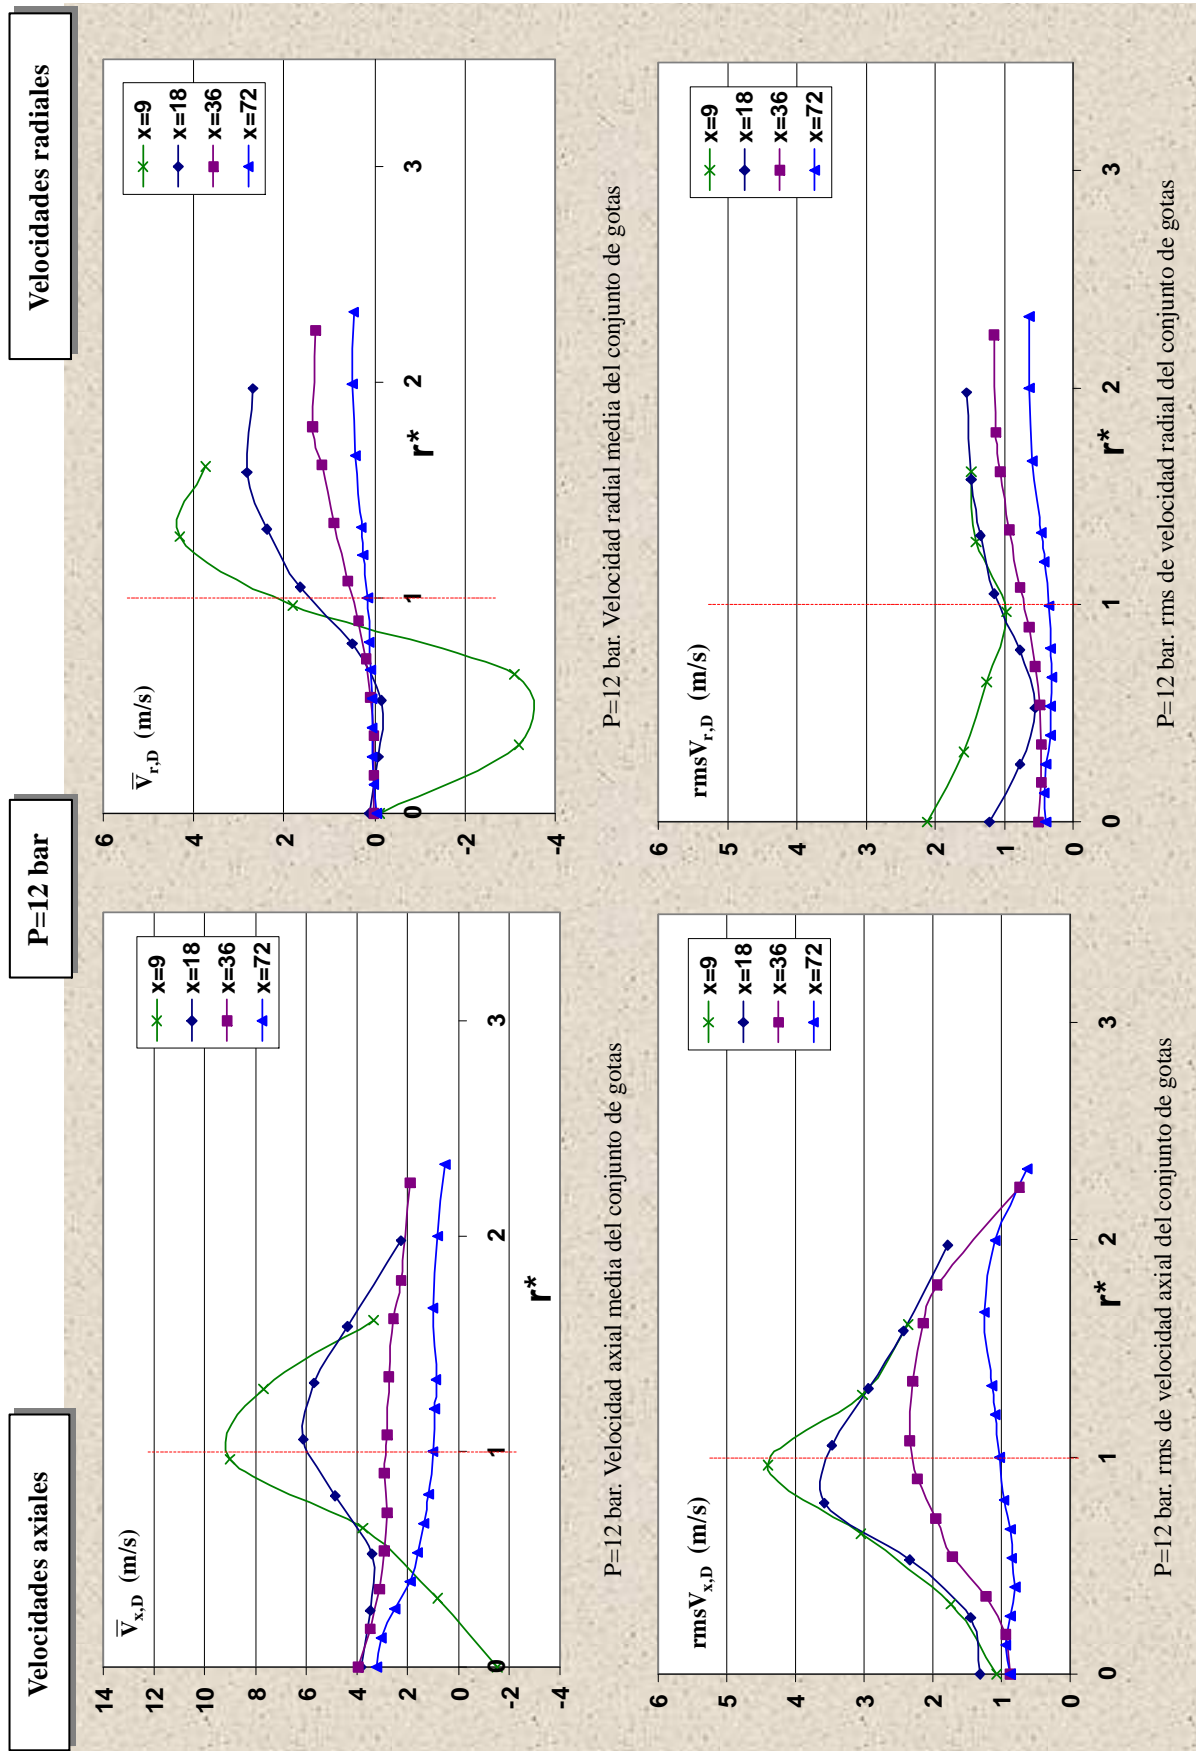 Velocidades axiales
P=12 bar
Velocidades radiales
V̅x,D (m/s)
14
12
10
8
6
4
2
0
-2
-4
0
1
2
3
r*
x=9
x=18
x=36
x=72
P=12 bar. Velocidad axial media del conjunto de gotas
V̅r,D (m/s)
6
4
2
0
-2
-4
0
1
2
3
r*
x=9
x=18
x=36
x=72
P=12 bar. Velocidad radial media del conjunto de gotas
rmsVx,D (m/s)
6
5
4
3
2
1
0
0
1
2
3
r*
x=9
x=18
x=36
x=72
P=12 bar. rms de velocidad axial del conjunto de gotas
rmsVr,D (m/s)
6
5
4
3
2
1
0
0
1
2
3
r*
x=9
x=18
x=36
x=72
P=12 bar. rms de velocidad radial del conjunto de gotas